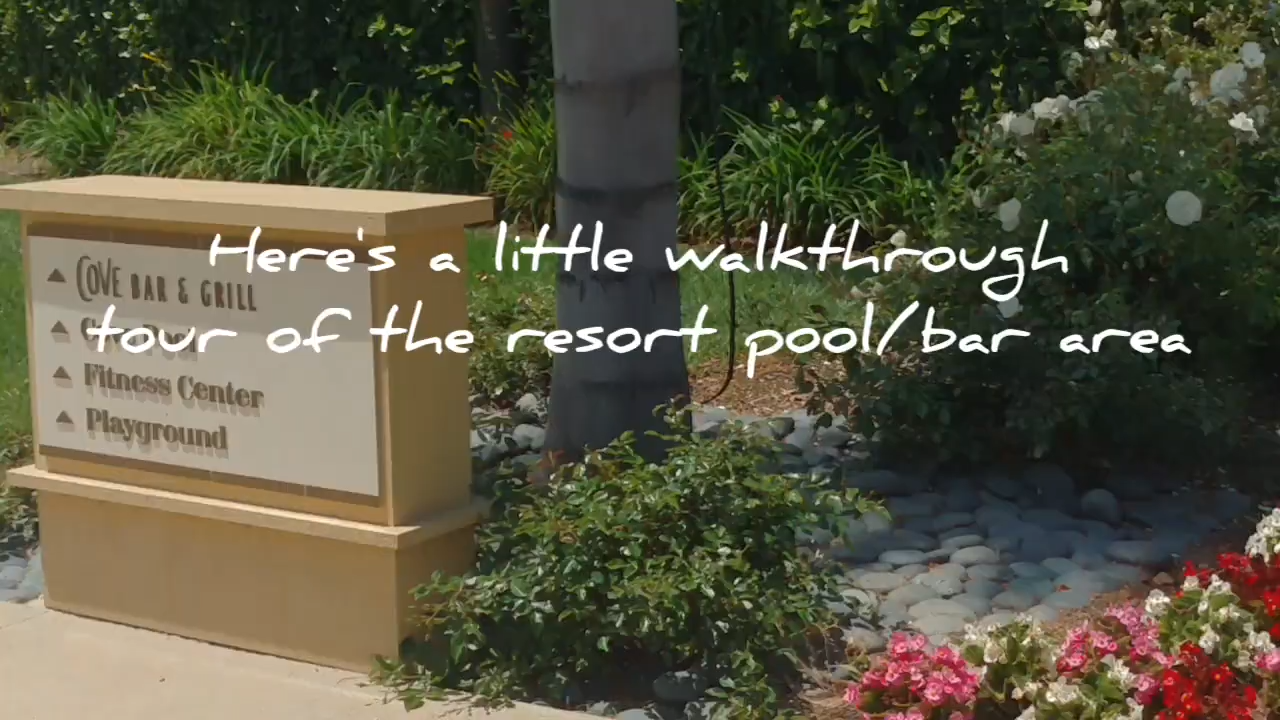 Here's a little walkthrough
tour of the resort pool/bar area
COVE BAR & GRILL
Fitness Center
Playground